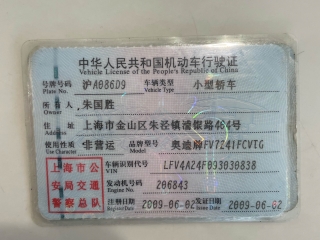 中华人民共和国机动车行驶证
Vehicle License of the People's Republic of China
号牌号码 沪A086D9 车辆类型 小型轿车
Plate No. Vehicle Type
所有人 朱国胜
Owner
住址 上海市金山区朱泾镇 路464号
Address
使用性质 非营运 品牌型号 奥迪牌FV7241FCVTG
Use Character Model
车辆识别代号 LFV4A24F093030838
VIN
发动机号码 206843
Engine No.
注册日期 2009-06-02 发证日期 2009-06-02
Register Date Issue Date
上海市公
安局交通
警察总队